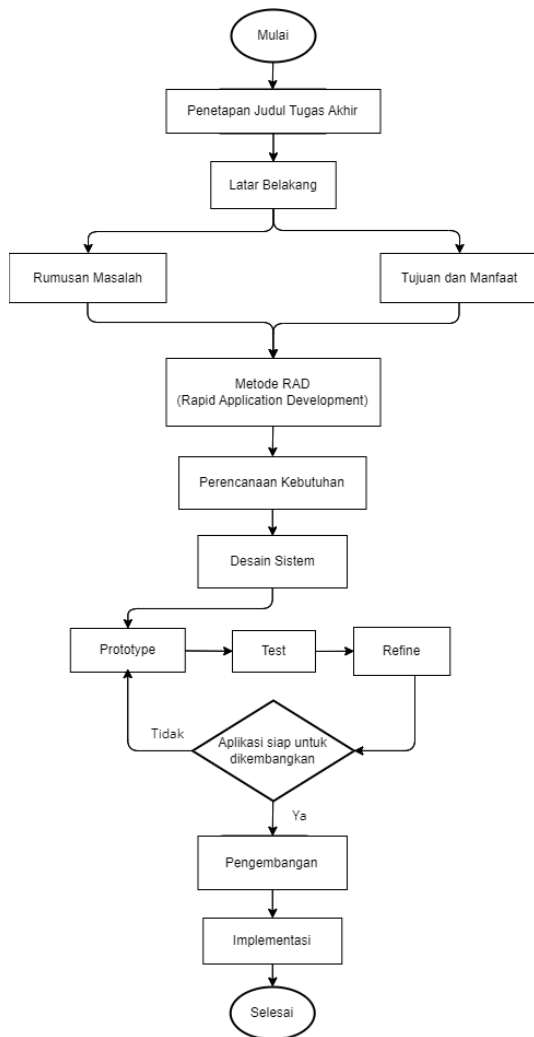 Mulai
Penetapan Judul Tugas Akhir
Latar Belakang
Rumusan Masalah
Tujuan dan Manfaat
Metode RAD
(Rapid Application Development)
Perencanaan Kebutuhan
Desain Sistem
Prototype
Test
Refine
Tidak
Aplikasi siap untuk
dikembangkan
Ya
Pengembangan
Implementasi
Selesai